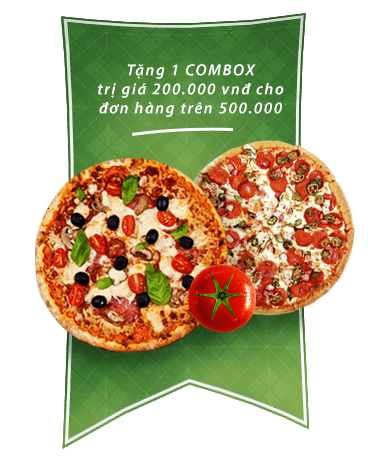 Tặng 1 COMBOX
trị giá 200.000 vnđ cho
đơn hàng trên 500.000